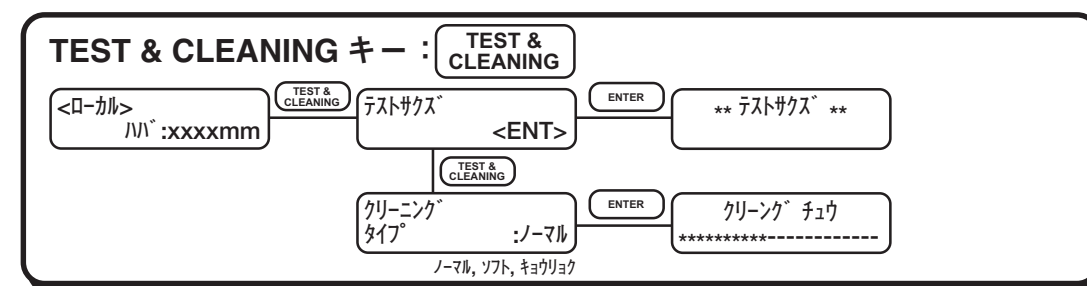 TEST & CLEANING キー : TEST & CLEANING
<ローカル>
ﾊﾊﾞ:xxxxmm
TEST & CLEANING
ﾃｽﾄｻｸｽﾞ
<ENT>
ENTER
** ﾃｽﾄｻｸｽﾞ **
TEST & CLEANING
ｸﾘｰﾆﾝｸﾞ
ﾀｲﾌﾟ :ﾉｰﾏﾙ
ENTER
ｸﾘｰﾝｸﾞ ﾁｭｳ
**********------------
ﾉｰﾏﾙ, ｿﾌﾄ, ｷｮｳﾘｮｸ